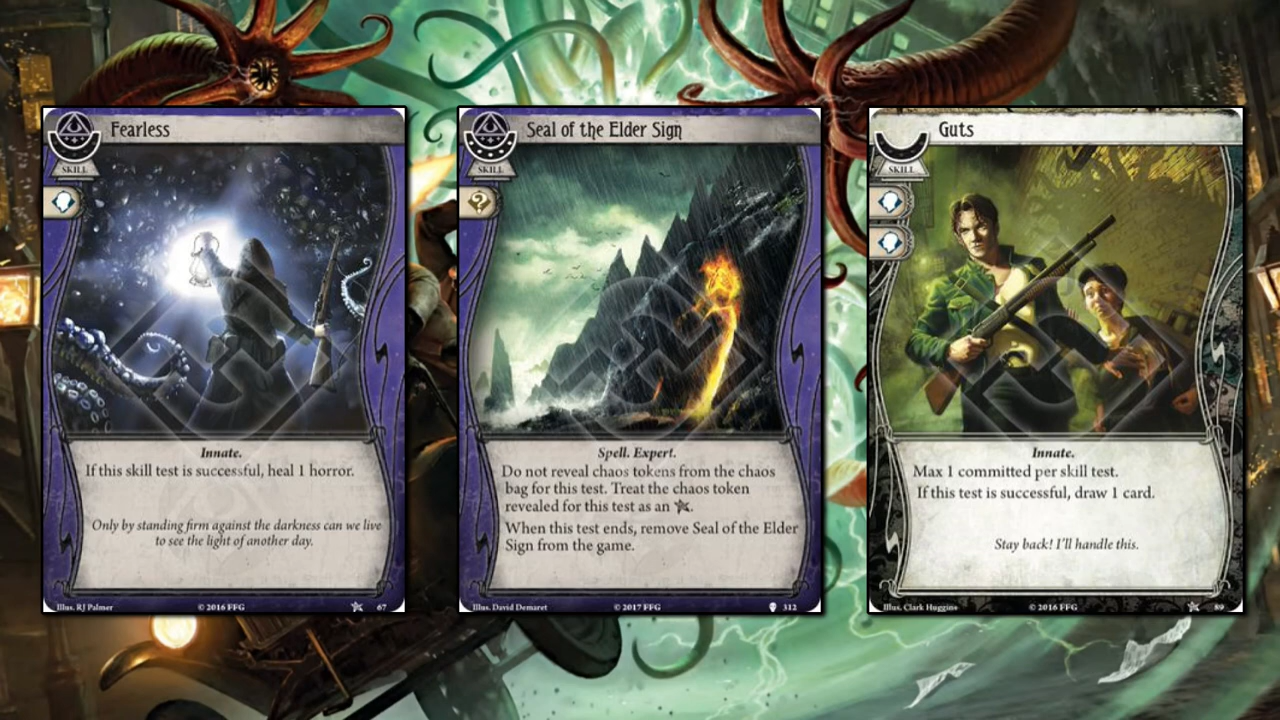 Fearless
SKILL
Innate.
If this skill test is successful, heal 1 horror.
Only by standing firm against the darkness can we live
to see the light of another day.
Illus. RJ Palmer
© 2016 FFG
67
Seal of the Elder Sign
SKILL
?
Spell. Expert.
Do not reveal chaos tokens from the chaos
bag for this test. Treat the chaos token
revealed for this test as an
.
When this test ends, remove Seal of the Elder
Sign from the game.
Illus. David Demaret
© 2017 FFG
312
Guts
SKILL
Innate.
Max 1 committed per skill test.
If this test is successful, draw 1 card.
Stay back! I'll handle this.
Illus. Clark Huggins
© 2016 FFG
89